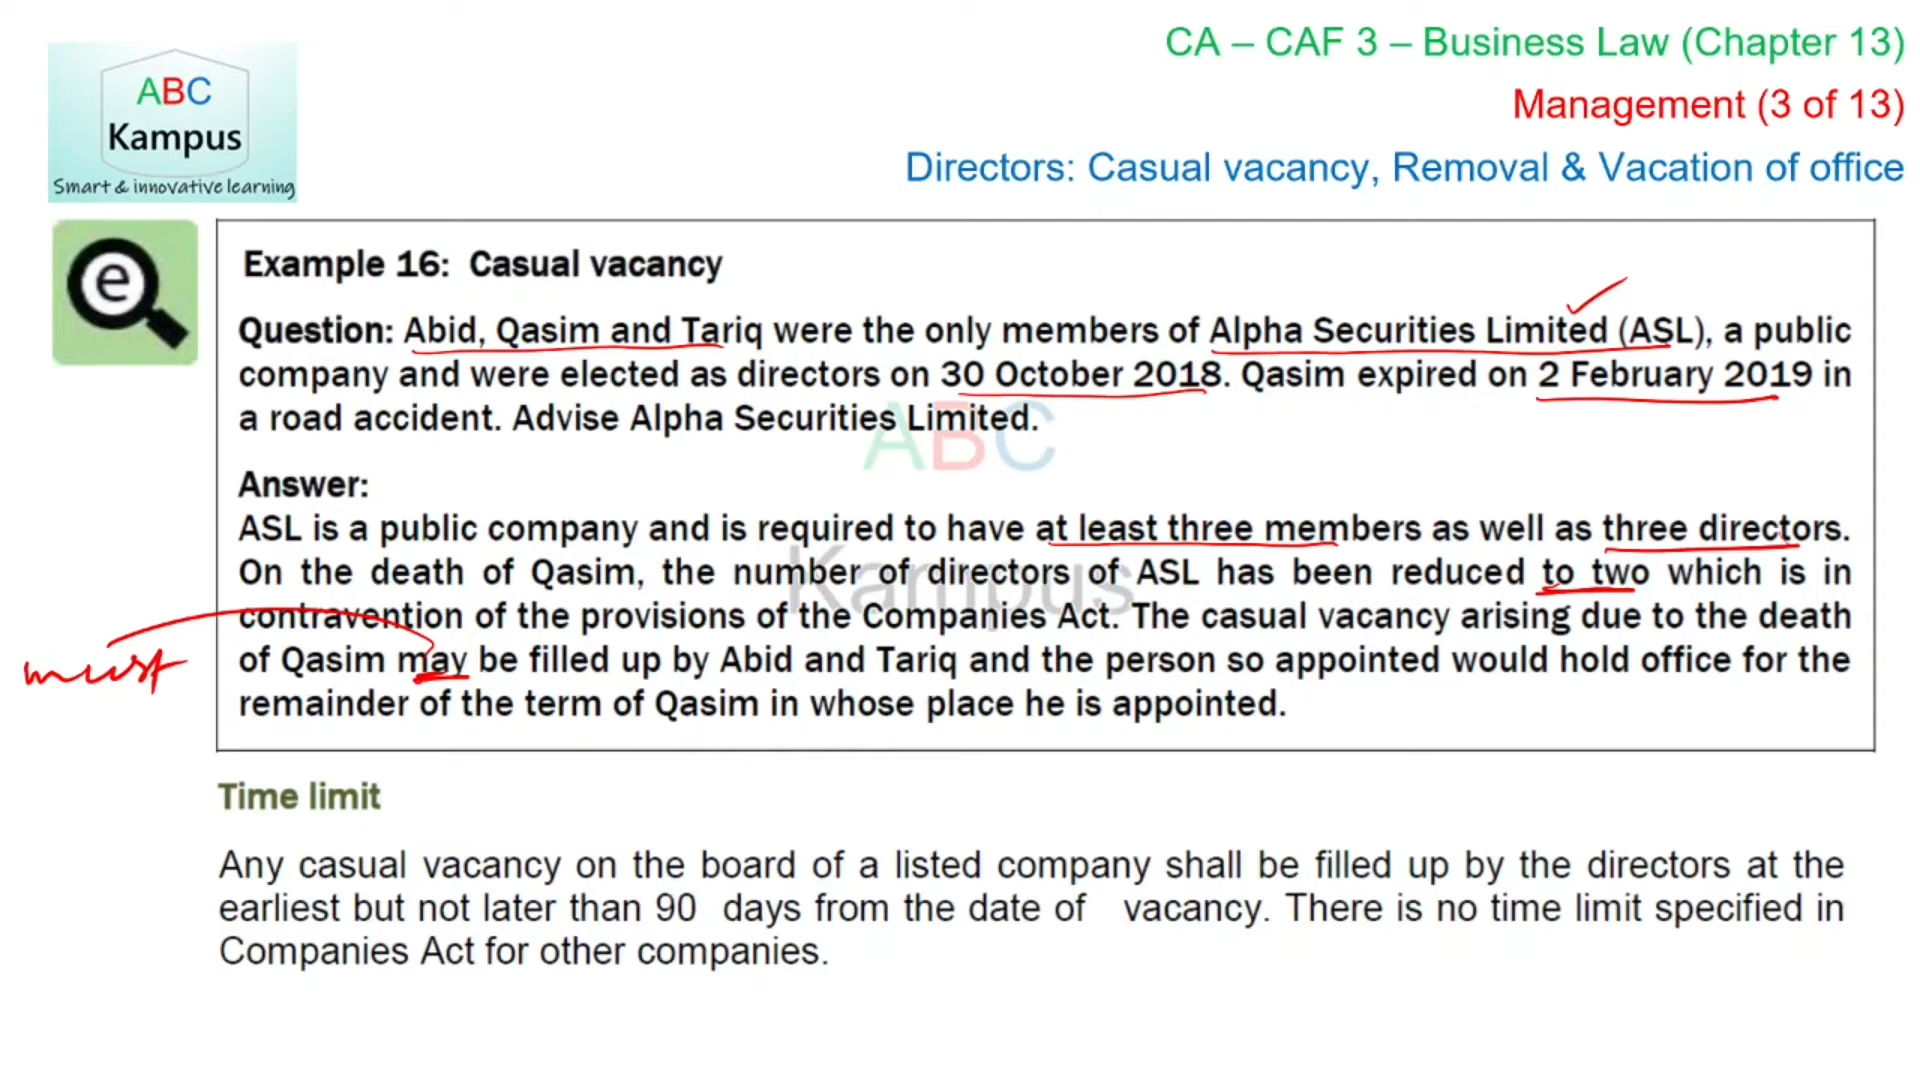 ABC
Kampus
Smart & innovative learning
CA – CAF 3 – Business Law (Chapter 13)
Management (3 of 13)
Directors: Casual vacancy, Removal & Vacation of office
e
Example 16: Casual vacancy
Question: Abid, Qasim and Tariq were the only members of Alpha Securities Limited (ASL), a public
company and were elected as directors on 30 October 2018. Qasim expired on 2 February 2019 in
a road accident. Advise Alpha Securities Limited.
ABC
Answer:
ASL is a public company and is required to have at least three members as well as three directors.
Kampus
On the death of Qasim, the number of directors of ASL has been reduced to two which is in
contravention of the provisions of the Companies Act. The casual vacancy arising due to the death
must
of Qasim may be filled up by Abid and Tariq and the person so appointed would hold office for the
remainder of the term of Qasim in whose place he is appointed.
Time limit
Any casual vacancy on the board of a listed company shall be filled up by the directors at the
earliest but not later than 90 days from the date of vacancy. There is no time limit specified in
Companies Act for other companies.